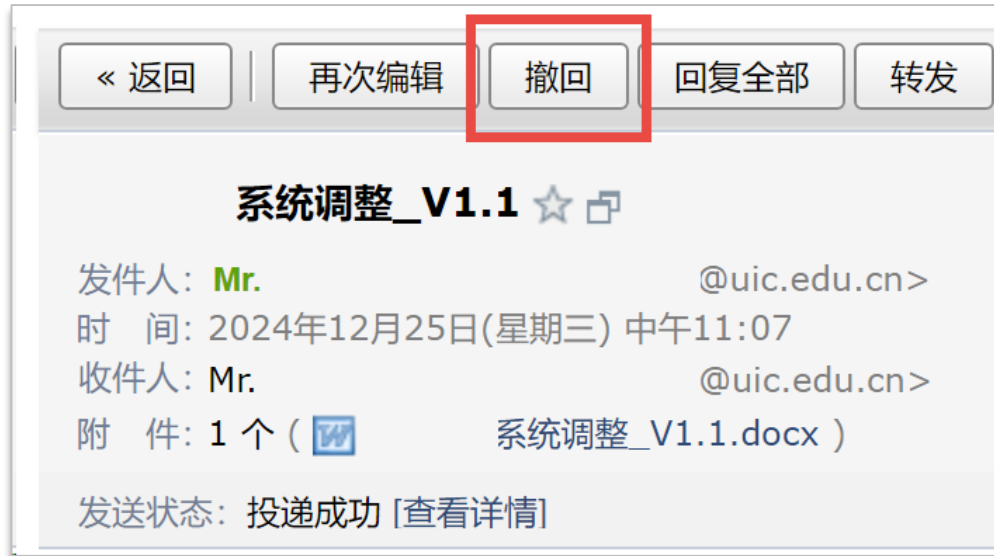 « 返回 再次编辑 撤回 回复全部 转发
系统调整_V1.1
发件人: Mr. @uic.edu.cn>
时 间: 2024年12月25日(星期三) 中午11:07
收件人: Mr. @uic.edu.cn>
附 件: 1 个 ( 系统调整_V1.1.docx )
发送状态: 投递成功 [查看详情]